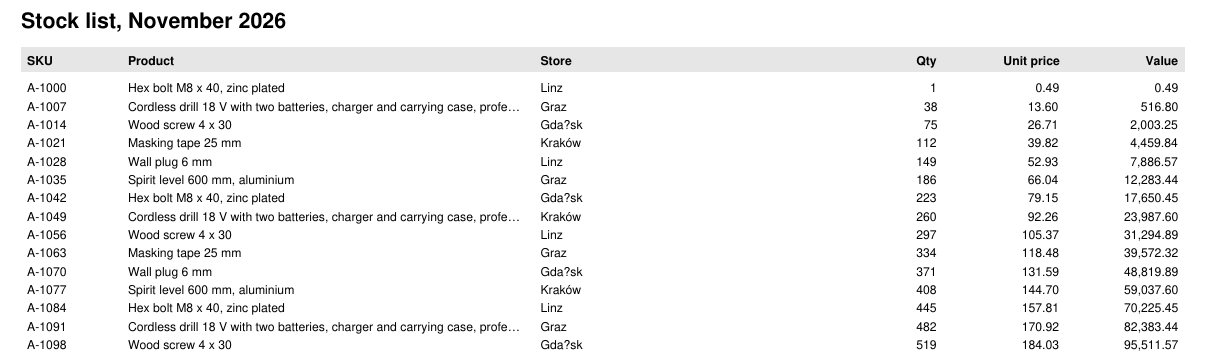 Stock list, November 2026
SKU Product Store Qty Unit price Value
A-1000 Hex bolt M8 x 40, zinc plated Linz 1 0.49 0.49
A-1007 Cordless drill 18 V with two batteries, charger and carrying case, profe… Graz 38 13.60 516.80
A-1014 Wood screw 4 x 30 Gda?sk 75 26.71 2,003.25
A-1021 Masking tape 25 mm Kraków 112 39.82 4,459.84
A-1028 Wall plug 6 mm Linz 149 52.93 7,886.57
A-1035 Spirit level 600 mm, aluminium Graz 186 66.04 12,283.44
A-1042 Hex bolt M8 x 40, zinc plated Gda?sk 223 79.15 17,650.45
A-1049 Cordless drill 18 V with two batteries, charger and carrying case, profe… Kraków 260 92.26 23,987.60
A-1056 Wood screw 4 x 30 Linz 297 105.37 31,294.89
A-1063 Masking tape 25 mm Graz 334 118.48 39,572.32
A-1070 Wall plug 6 mm Gda?sk 371 131.59 48,819.89
A-1077 Spirit level 600 mm, aluminium Kraków 408 144.70 59,037.60
A-1084 Hex bolt M8 x 40, zinc plated Linz 445 157.81 70,225.45
A-1091 Cordless drill 18 V with two batteries, charger and carrying case, profe… Graz 482 170.92 82,383.44
A-1098 Wood screw 4 x 30 Gda?sk 519 184.03 95,511.57